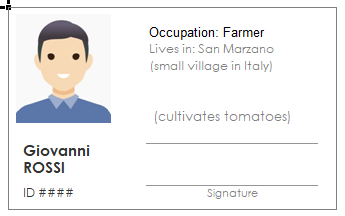 Occupation: Farmer
Lives in: San Marzano
(small village in Italy)
(cultivates tomatoes)
Giovanni
ROSSI
ID ####
Signature